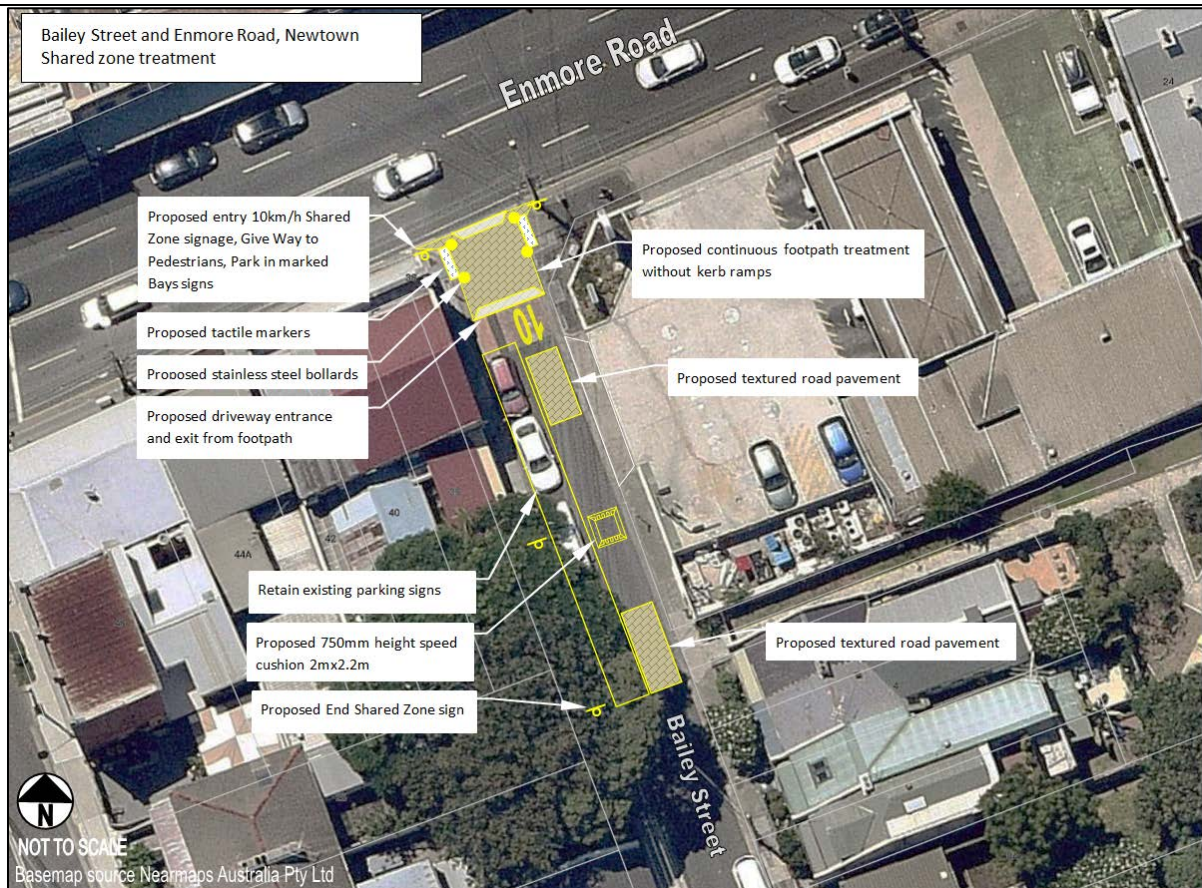 Bailey Street and Enmore Road, Newtown
Shared zone treatment
Enmore Road
24
Proposed entry 10km/h Shared
Zone signage, Give Way to
Pedestrians, Park in marked
Bays signs
Proposed continuous footpath treatment
without kerb ramps
Proposed tactile markers
10
Proposed stainless steel bollards
Proposed textured road pavement
Proposed driveway entrance
and exit from footpath
40
42
44A
Retain existing parking signs
Proposed 750mm height speed
cushion 2mx2.2m
Proposed textured road pavement
Proposed End Shared Zone sign
Bailey Street
N
NOT TO SCALE
Basemap source Nearmaps Australia Pty Ltd